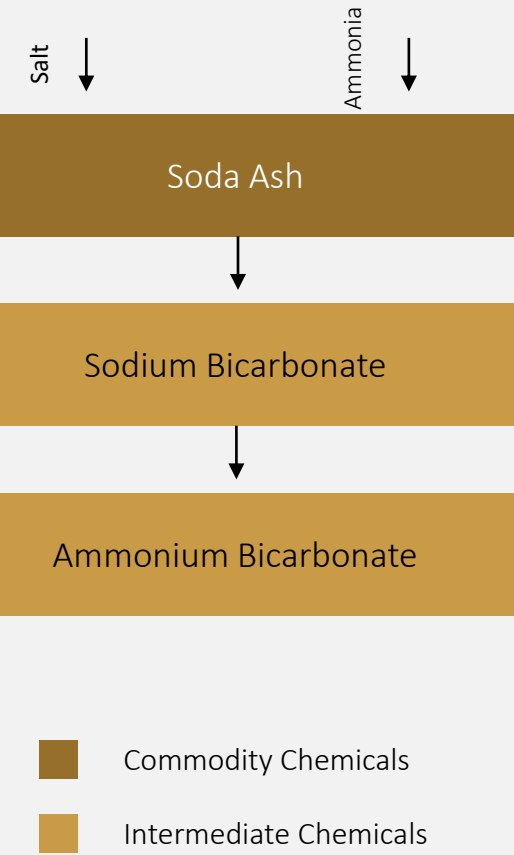 Salt
Ammonia
Soda Ash
Sodium Bicarbonate
Ammonium Bicarbonate
Commodity Chemicals
Intermediate Chemicals